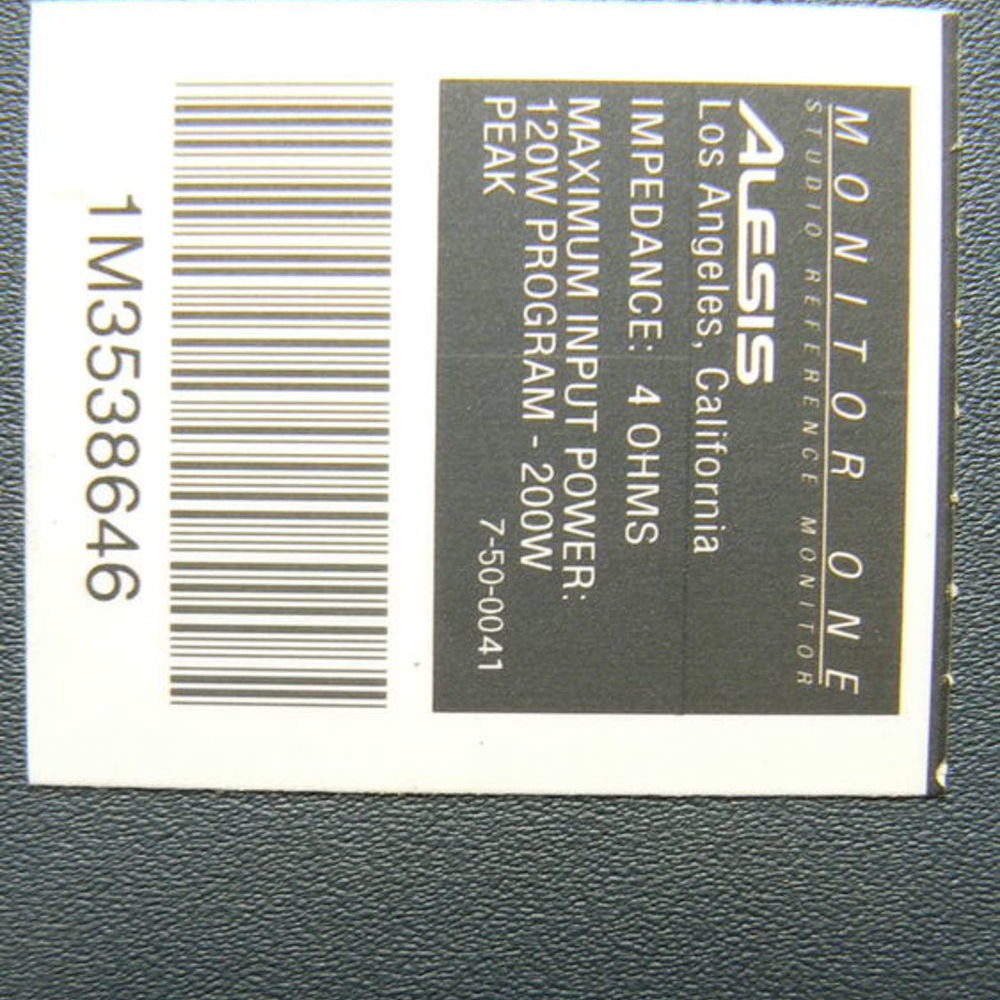 MONITOR ONE
STUDIO REFERENCE MONITOR
ALESIS
Los Angeles, California
IMPEDANCE: 4 OHMS
MAXIMUM INPUT POWER:
120W PROGRAM - 200W
PEAK
7-50-0041
1M3538646